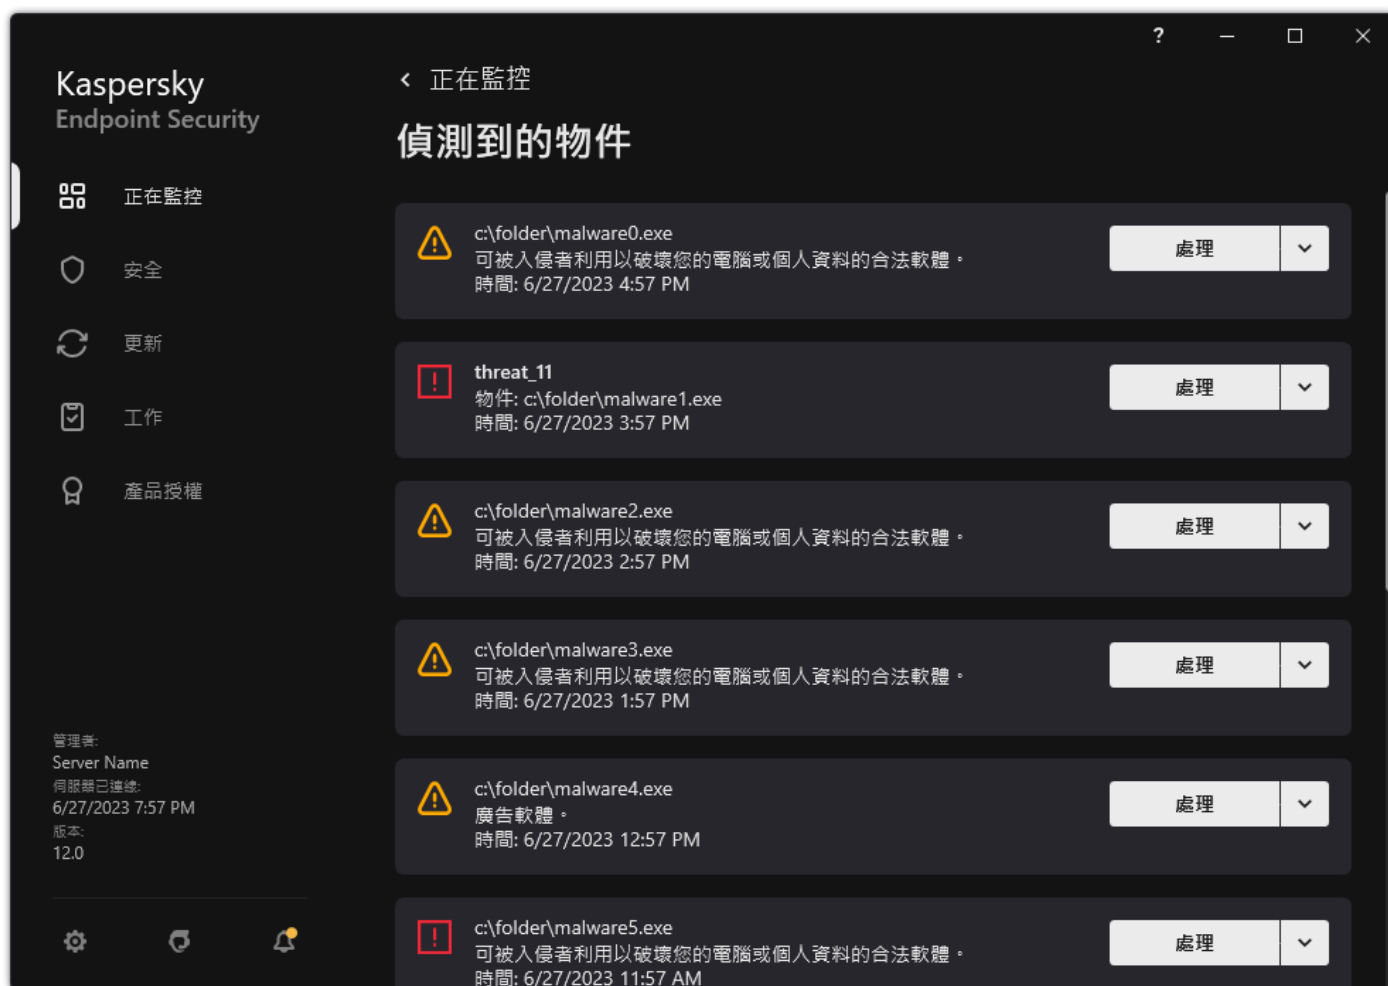 ?
Kaspersky
Endpoint Security
正在監控
安全
更新
工作
產品授權
管理者:
Server Name
伺服器已連線:
6/27/2023 7:57 PM
版本:
12.0
正在監控
偵測到的物件
c:\folder\malware0.exe
可被入侵者利用以破壞您的電腦或個人資料的合法軟體。
時間: 6/27/2023 4:57 PM
處理
threat_11
物件: c:\folder\malware1.exe
時間: 6/27/2023 3:57 PM
處理
c:\folder\malware2.exe
可被入侵者利用以破壞您的電腦或個人資料的合法軟體。
時間: 6/27/2023 2:57 PM
處理
c:\folder\malware3.exe
可被入侵者利用以破壞您的電腦或個人資料的合法軟體。
時間: 6/27/2023 1:57 PM
處理
c:\folder\malware4.exe
廣告軟體。
時間: 6/27/2023 12:57 PM
處理
c:\folder\malware5.exe
可被入侵者利用以破壞您的電腦或個人資料的合法軟體。
時間: 6/27/2023 11:57 AM
處理